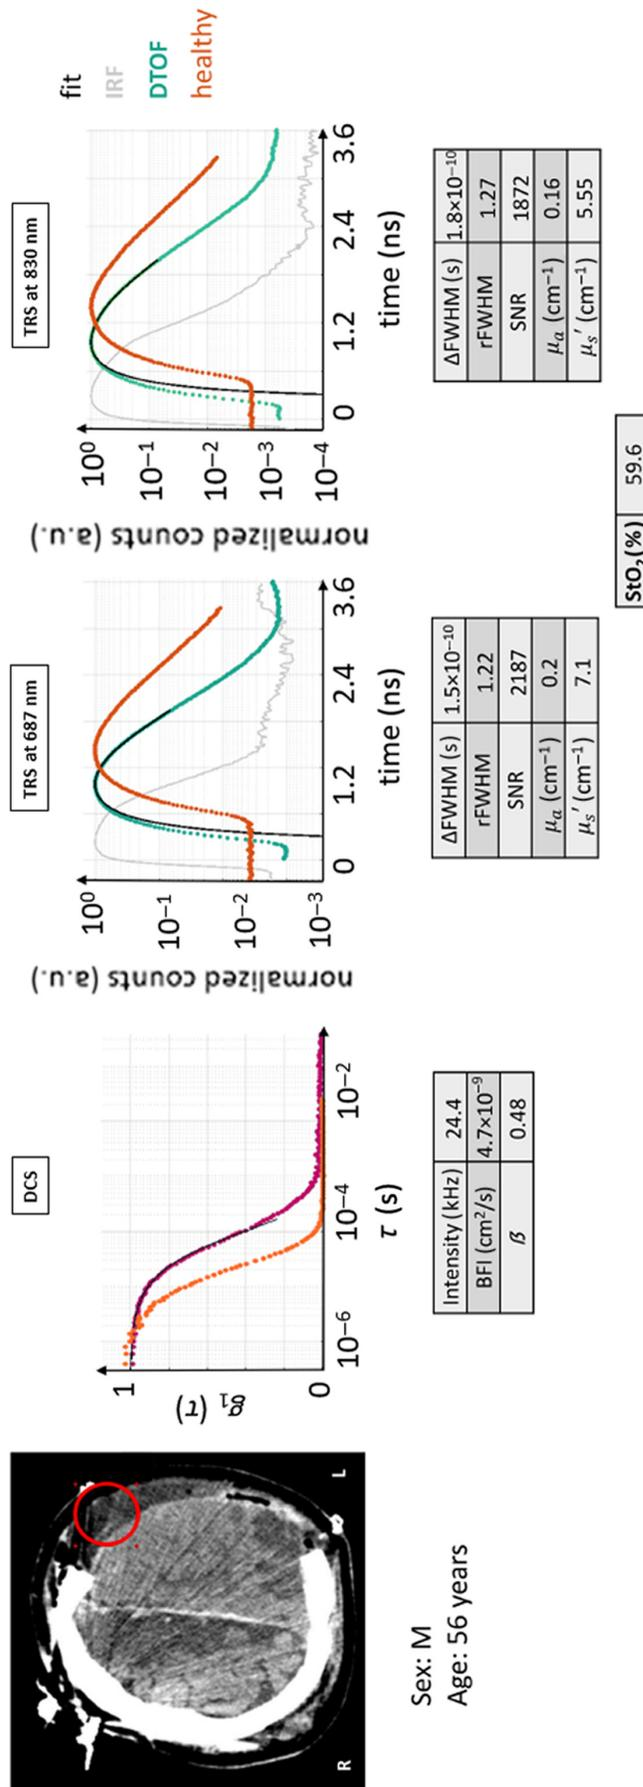 R
L
Sex: M
Age: 56 years
DCS
g₁ (τ)
1
0
10⁻⁶
10⁻⁴
10⁻²
τ (s)
Intensity (kHz) 24.4
BFI (cm²/s) 4.7×10⁻⁹
ß 0.48
TRS at 687 nm
normalized counts (a.u.)
10⁰
10⁻¹
10⁻²
10⁻³
0 1.2 2.4 3.6
time (ns)
ΔFWHM (s) 1.5×10⁻¹⁰
rFWHM 1.22
SNR 2187
μₐ (cm⁻¹) 0.2
μₛ′ (cm⁻¹) 7.1
TRS at 830 nm
normalized counts (a.u.)
10⁰
10⁻¹
10⁻²
10⁻³
10⁻⁴
0 1.2 2.4 3.6
time (ns)
fit
IRF
DTOF
healthy
ΔFWHM (s) 1.8×10⁻¹⁰
rFWHM 1.27
SNR 1872
μₐ (cm⁻¹) 0.16
μₛ′ (cm⁻¹) 5.55
StO₂(%) 59.6